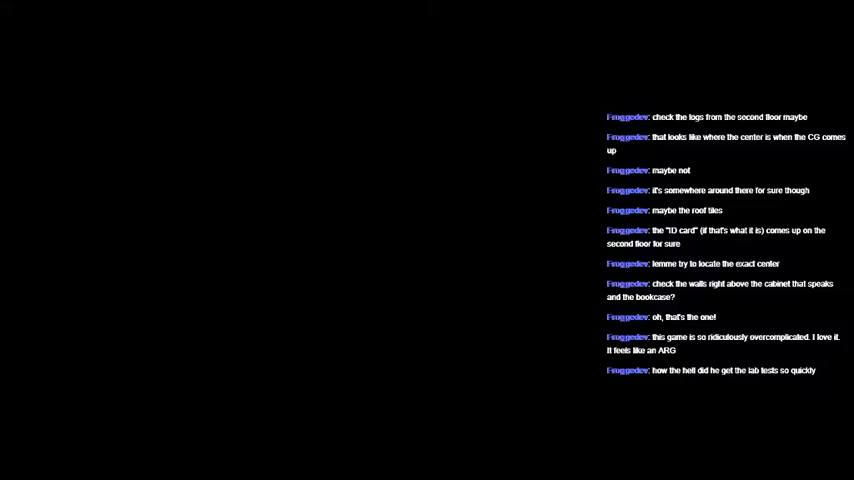 Froggedev: check the logs from the second floor maybe
Froggedev: that looks like where the center is when the CG comes
up
Froggedev: maybe not
Froggedev: it's somewhere around there for sure though
Froggedev: maybe the roof tiles
Froggedev: the "ID card" (if that's what it is) comes up on the
second floor for sure
Froggedev: lemme try to locate the exact center
Froggedev: check the walls right above the cabinet that speaks
and the bookcase?
Froggedev: oh, that's the one!
Froggedev: this game is so ridiculously overcomplicated. I love it.
It feels like an ARG
Froggedev: how the hell did he get the lab tests so quickly